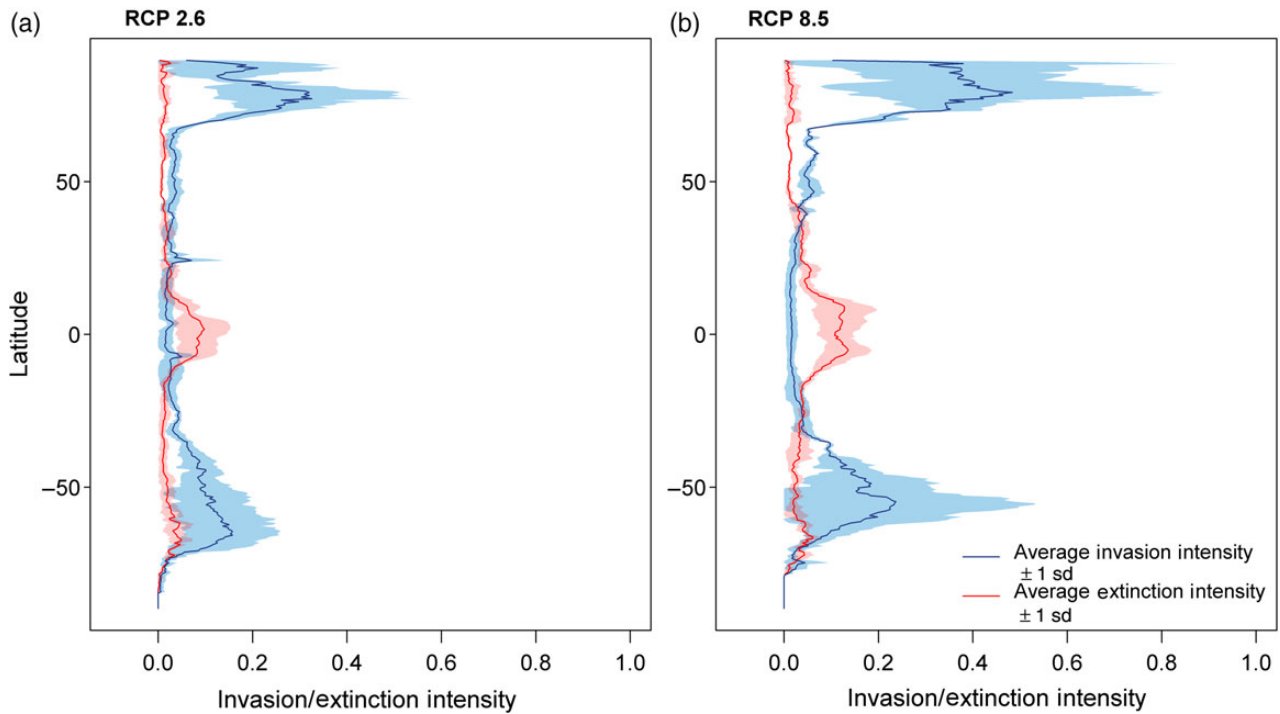 (a) RCP 2.6
50
0
−50
Latitude
0.0 0.2 0.4 0.6 0.8 1.0
Invasion/extinction intensity
(b) RCP 8.5
50
0
−50
Average invasion intensity
± 1 sd
Average extinction intensity
± 1 sd
0.0 0.2 0.4 0.6 0.8 1.0
Invasion/extinction intensity